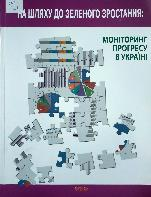 НА ШЛЯХУ ДО ЗЕЛЕНОГО ЗРОСТАННЯ:
МОНІТОРИНГ
ПРОГРЕСУ
В УКРАЇНІ